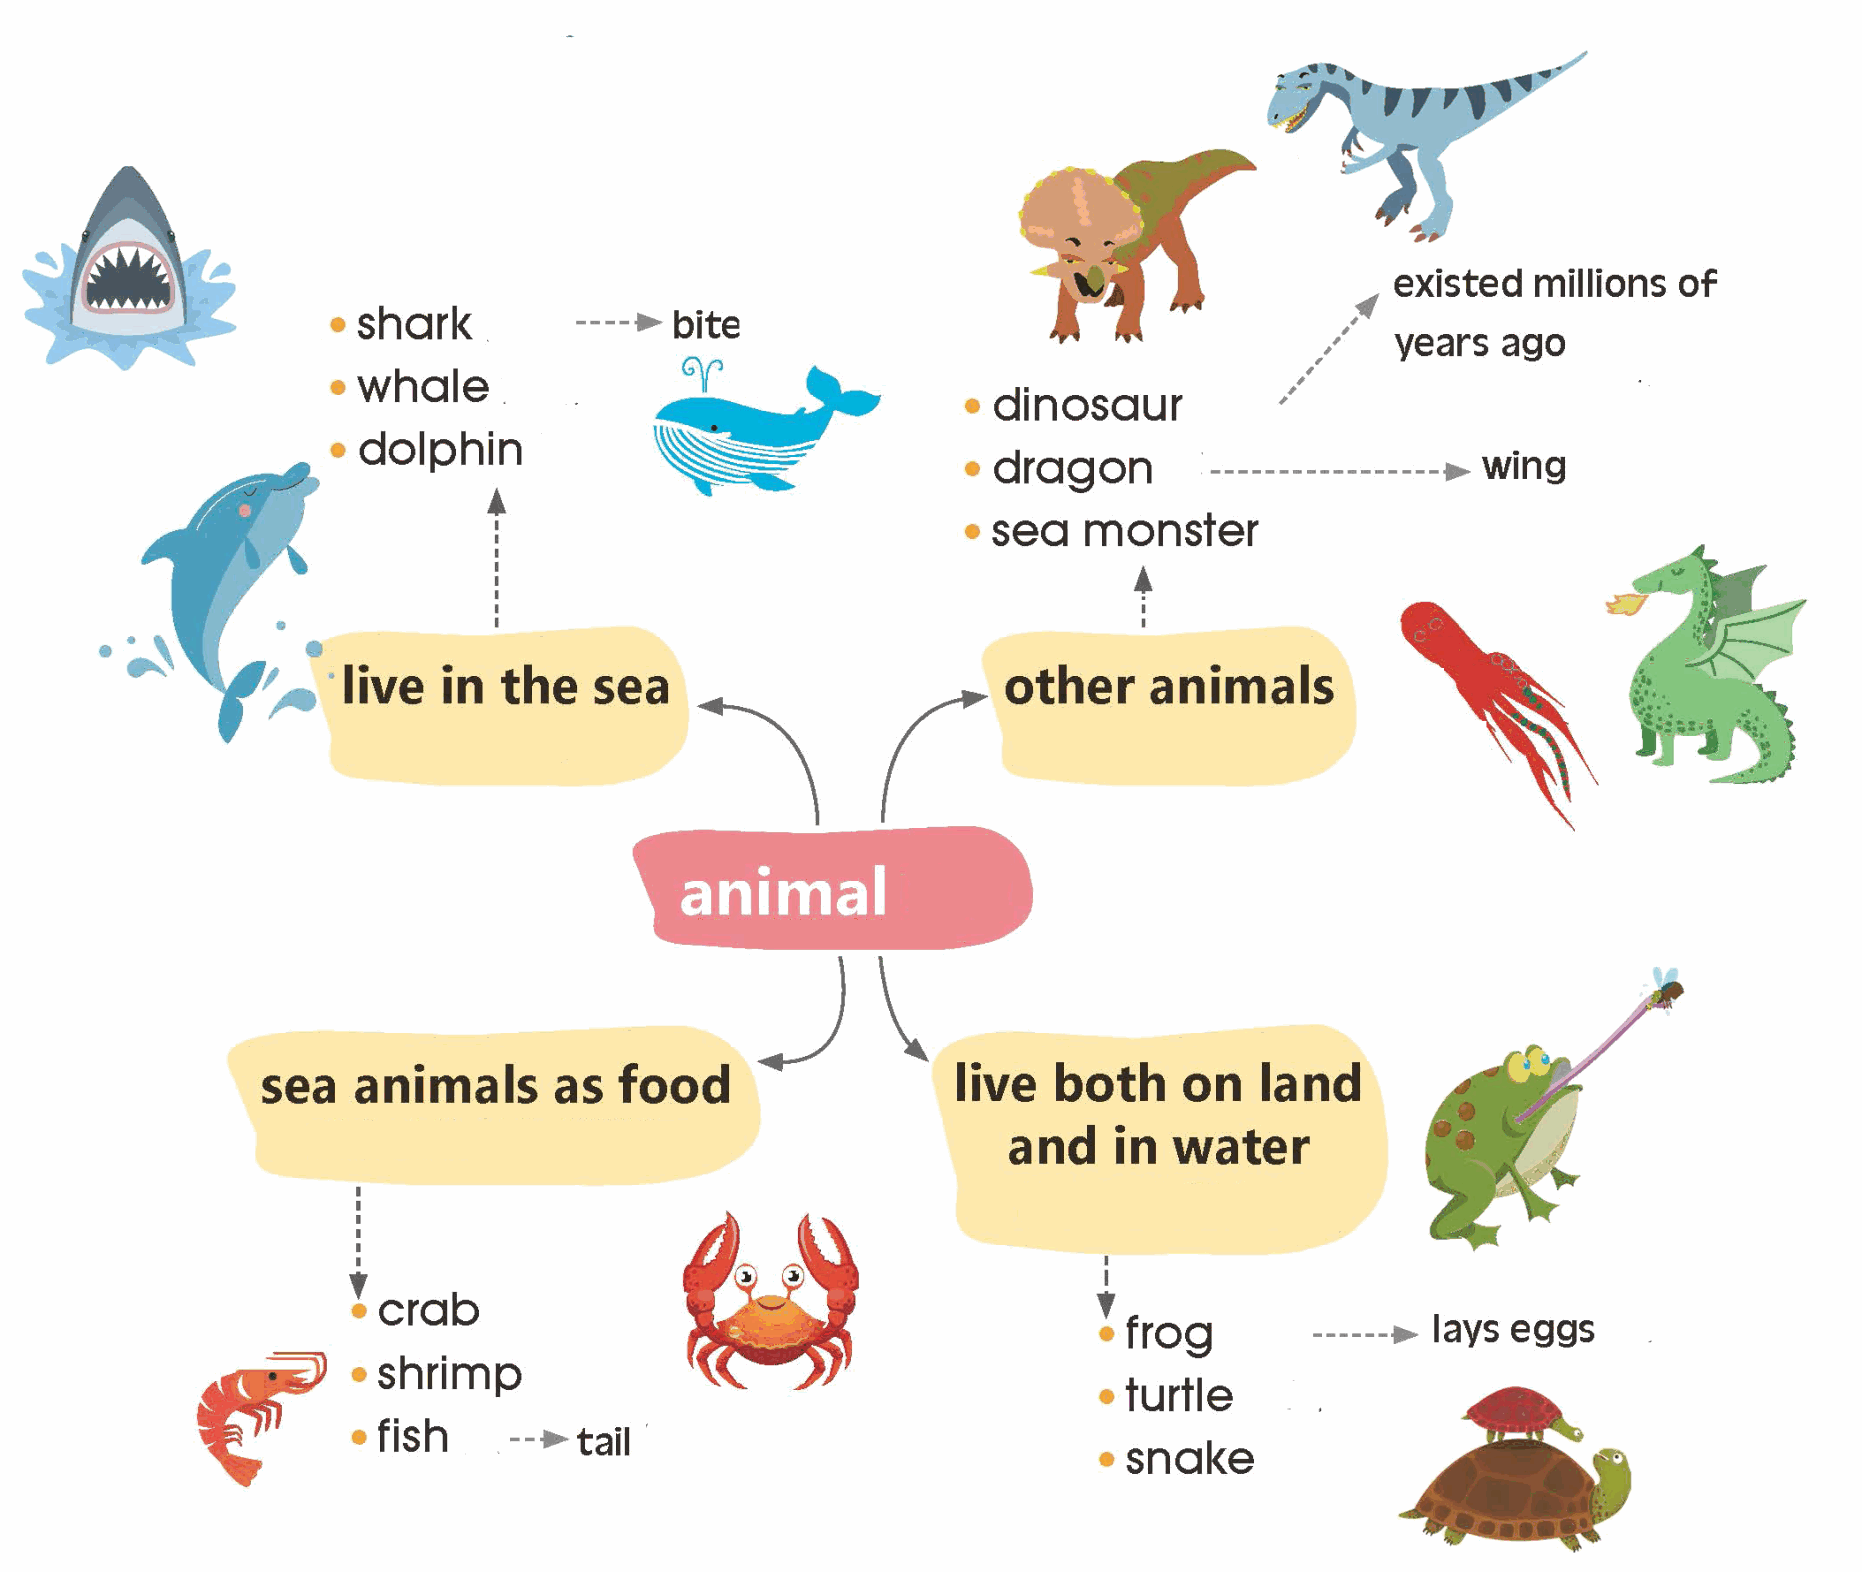 shark
bite
whale
dolphin
live in the sea
existed millions of
years ago
dinosaur
dragon
wing
sea monster
other animals
animal
sea animals as food
crab
shrimp
fish
tail
live both on land
and in water
frog
lays eggs
turtle
snake